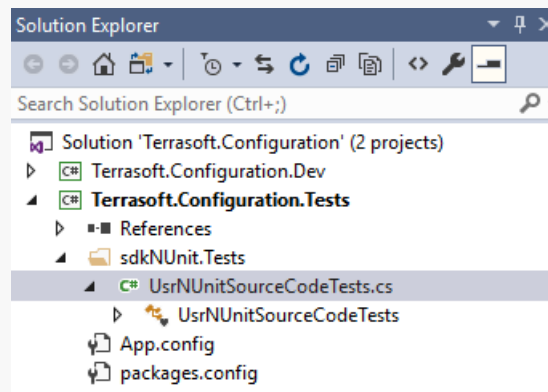 Solution Explorer
Search Solution Explorer (Ctrl+;)
Solution 'Terrasoft.Configuration' (2 projects)
C# Terrasoft.Configuration.Dev
C# Terrasoft.Configuration.Tests
References
sdkNUnit.Tests
C# UsrNUnitSourceCodeTests.cs
UsrNUnitSourceCodeTests
App.config
packages.config